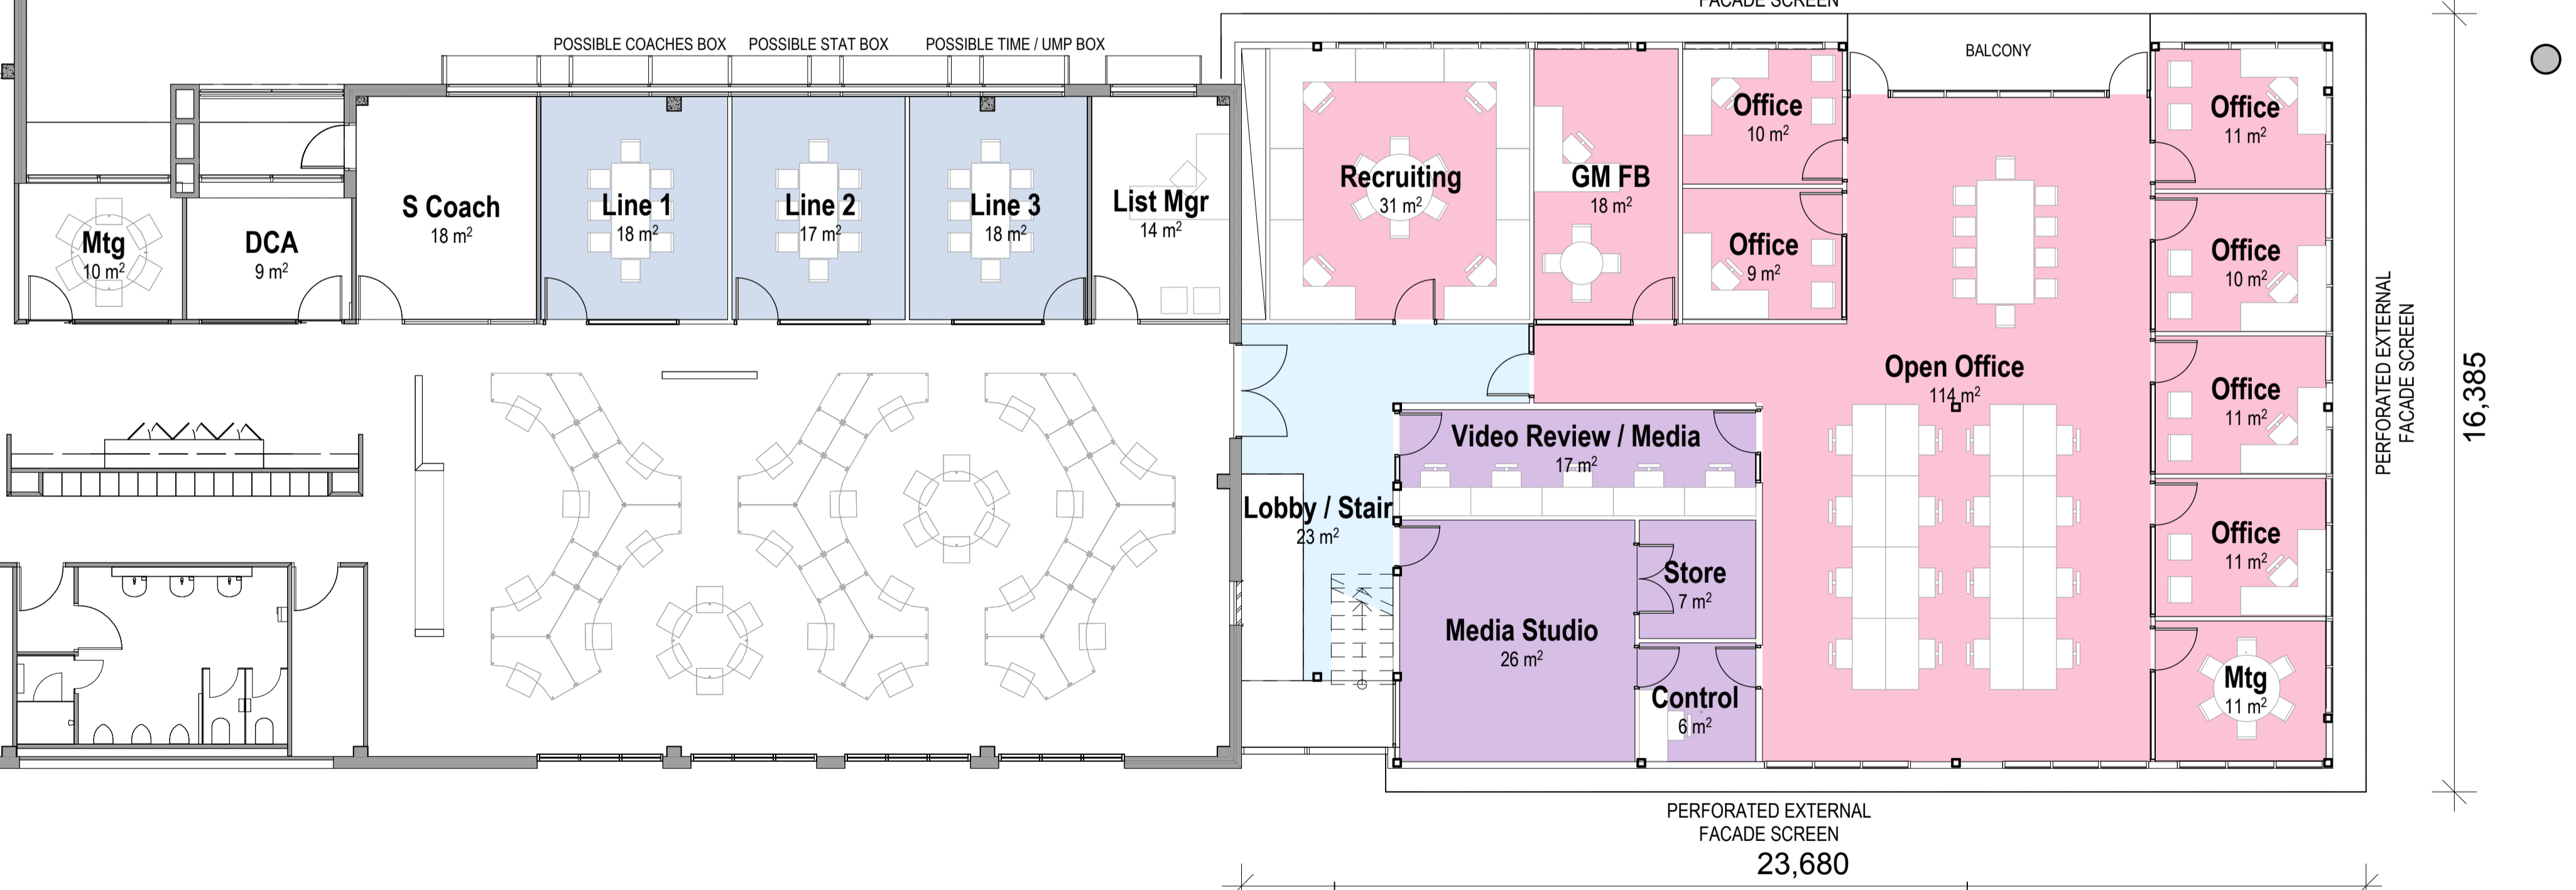 FACADE SCREEN
POSSIBLE COACHES BOX
POSSIBLE STAT BOX
POSSIBLE TIME / UMP BOX
BALCONY
Mtg
10 m²
DCA
9 m²
S Coach
18 m²
Line 1
18 m²
Line 2
17 m²
Line 3
18 m²
List Mgr
14 m²
Recruiting
31 m²
GM FB
18 m²
Office
10 m²
Office
9 m²
Office
11 m²
Office
10 m²
Office
11 m²
Office
11 m²
Mtg
11 m²
Open Office
114 m²
Video Review / Media
17 m²
Lobby / Stair
23 m²
Media Studio
26 m²
Store
7 m²
Control
6 m²
PERFORATED EXTERNAL
FACADE SCREEN
16,385
PERFORATED EXTERNAL
FACADE SCREEN
23,680